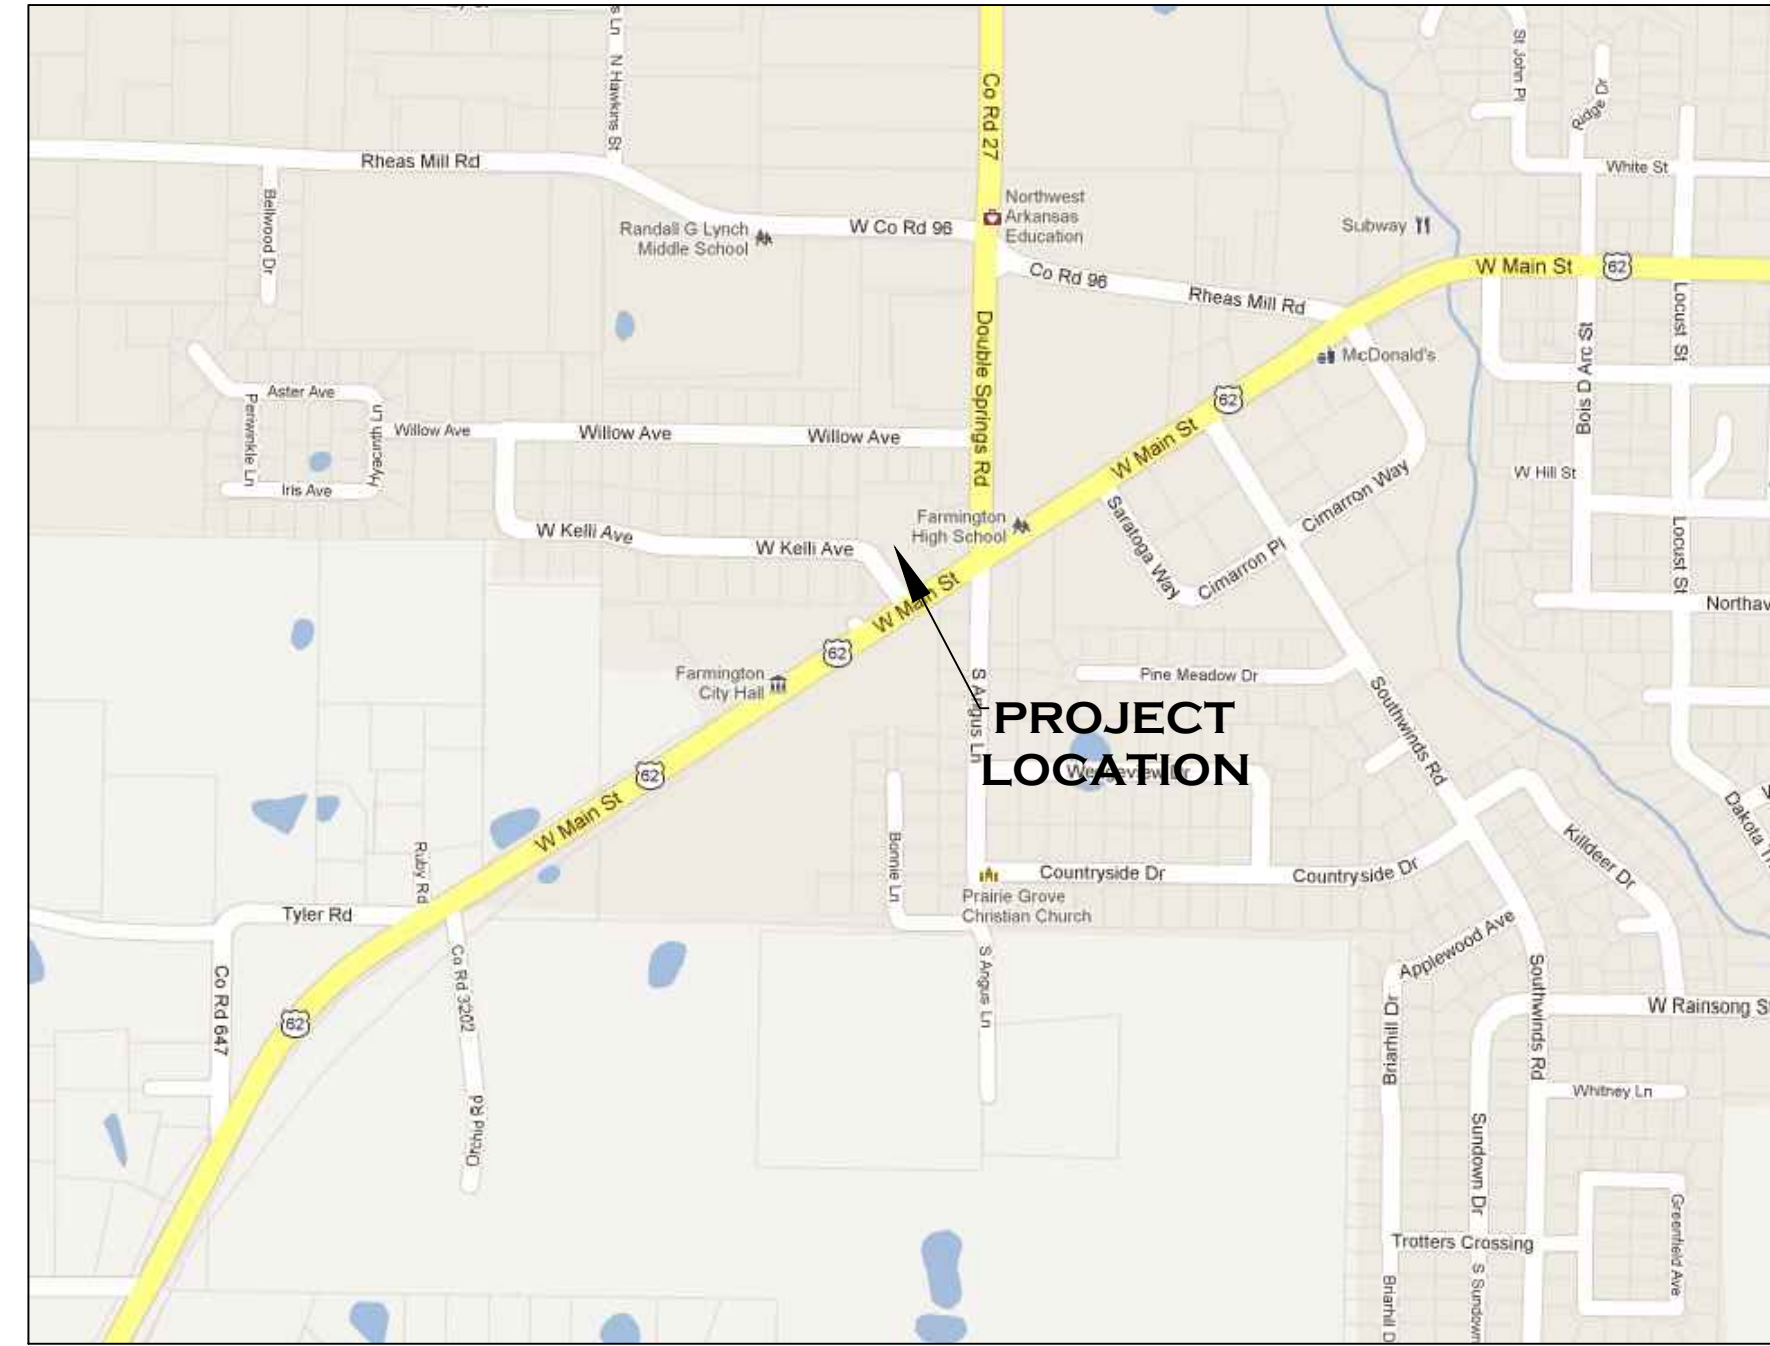 s Ln
N Hawkins St
Co Rd 27
St John Pl
Ridge Dr
White St
Rheas Mill Rd
Bellwood Dr
Randall G Lynch
Middle School
W Co Rd 96
Northwest
Arkansas
Education
Subway
W Main St
62
Co Rd 96
Rheas Mill Rd
Double Springs Rd
Locust St
Bois D Arc St
McDonald's
62
Aster Ave
Periwinkle Ln
Hyacinth Ln
Iris Ave
Willow Ave
Willow Ave
Willow Ave
W Main St
W Hill St
Cimarron Way
Saratoga Way
Cimarron Pl
Farmington
High School
W Kelli Ave
W Kelli Ave
Locust St
Northav
W Main St
62
Farmington
City Hall
S Angus Ln
Pine Meadow Dr
Southwinds Rd
PROJECT
LOCATION
Wedgeview Dr
62
W Main St
Ruby Rd
Bonnie Ln
Countryside Dr
Countryside Dr
Killdeer Dr
Dakota Tr
Prairie Grove
Christian Church
Tyler Rd
Co Rd 3202
Co Rd 647
62
S Angus Ln
Applewood Ave
Southwinds Rd
Briarhill Dr
W Rainsong St
Whitney Ln
Orchid Rd
Sundown Dr
Trotters Crossing
Greenfield Ave
S Sundown
Briarhill D